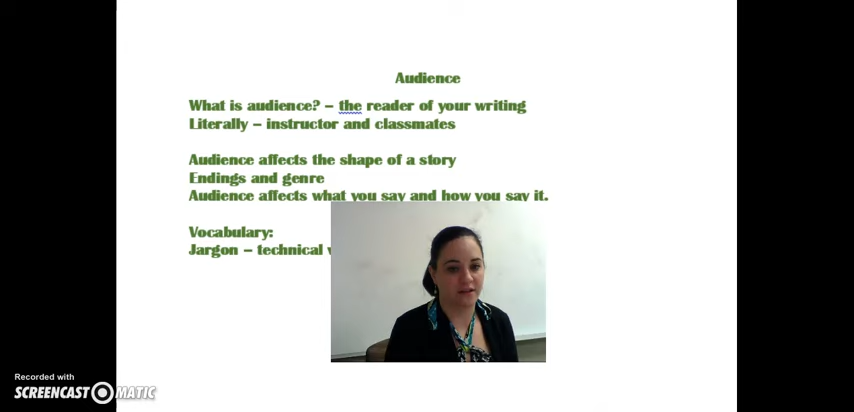 Audience
What is audience? – the reader of your writing
Literally – instructor and classmates
Audience affects the shape of a story
Endings and genre
Audience affects what you say and how you say it.
Vocabulary:
Jargon – technical
Recorded with
SCREENCAST MATIC